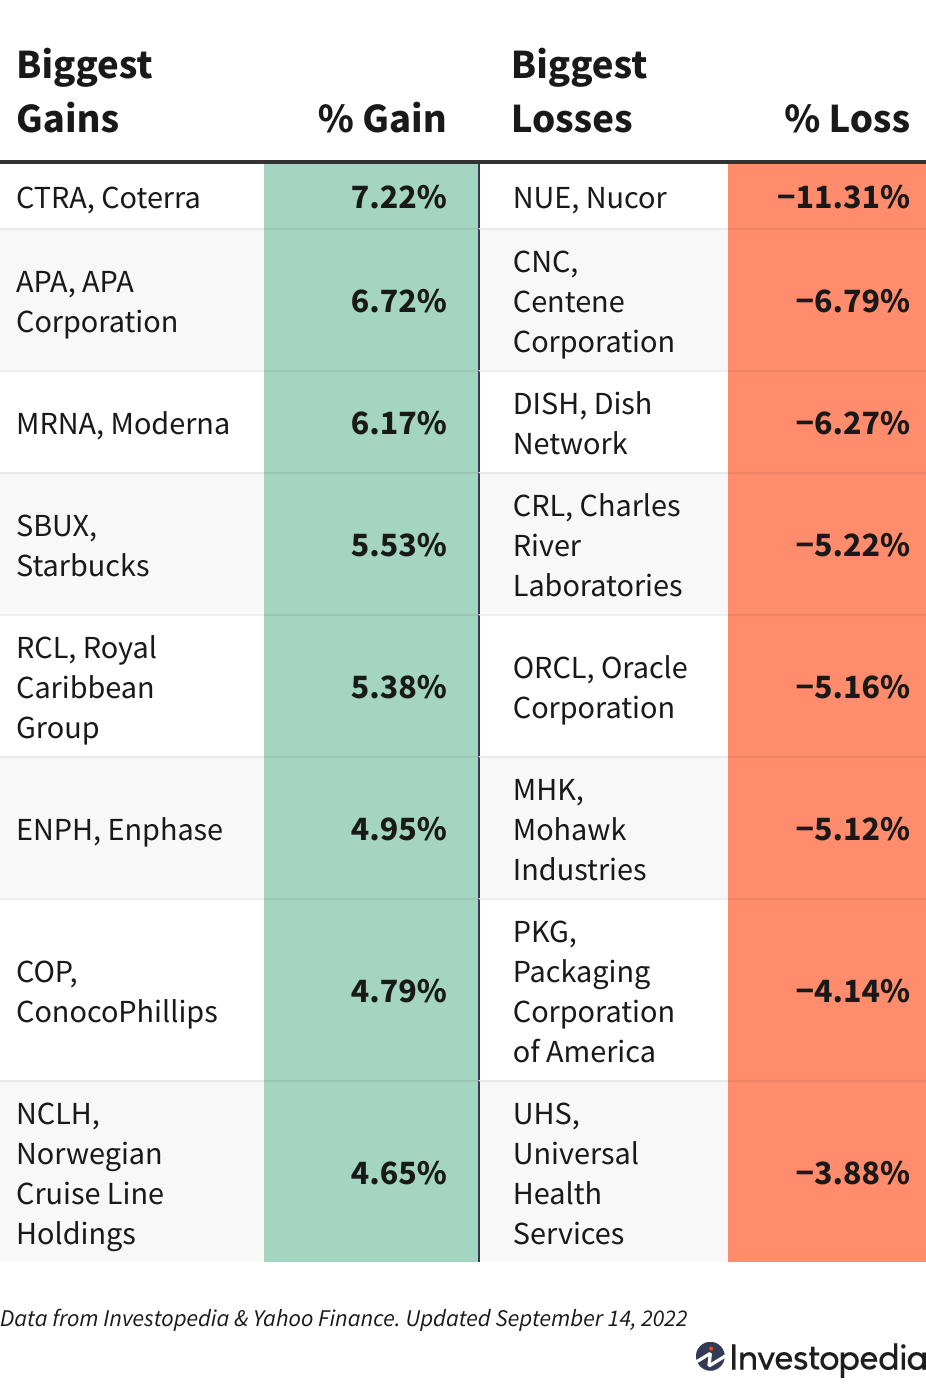 Biggest
Gains
% Gain
Biggest
Losses
% Loss
CTRA, Coterra
7.22%
NUE, Nucor
−11.31%
APA, APA
Corporation
6.72%
CNC,
Centene
Corporation
−6.79%
MRNA, Moderna
6.17%
DISH, Dish
Network
−6.27%
SBUX,
Starbucks
5.53%
CRL, Charles
River
Laboratories
−5.22%
RCL, Royal
Caribbean
Group
5.38%
ORCL, Oracle
Corporation
−5.16%
ENPH, Enphase
4.95%
MHK,
Mohawk
Industries
−5.12%
COP,
ConocoPhillips
4.79%
PKG,
Packaging
Corporation
of America
−4.14%
NCLH,
Norwegian
Cruise Line
Holdings
4.65%
UHS,
Universal
Health
Services
−3.88%
Data from Investopedia & Yahoo Finance. Updated September 14, 2022
Investopedia